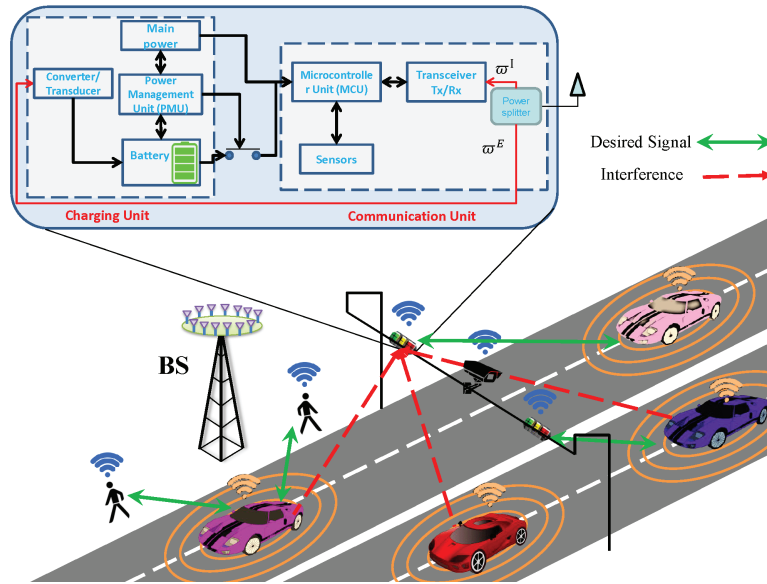 Main
power
Converter/
Transducer
Power
Management
Unit (PMU)
Battery
Microcontrolle
r Unit (MCU)
Transceiver
Tx/Rx
ϖᴵ
Power
splitter
ϖᴱ
Sensors
Charging Unit
Communication Unit
Desired Signal
Interference
BS